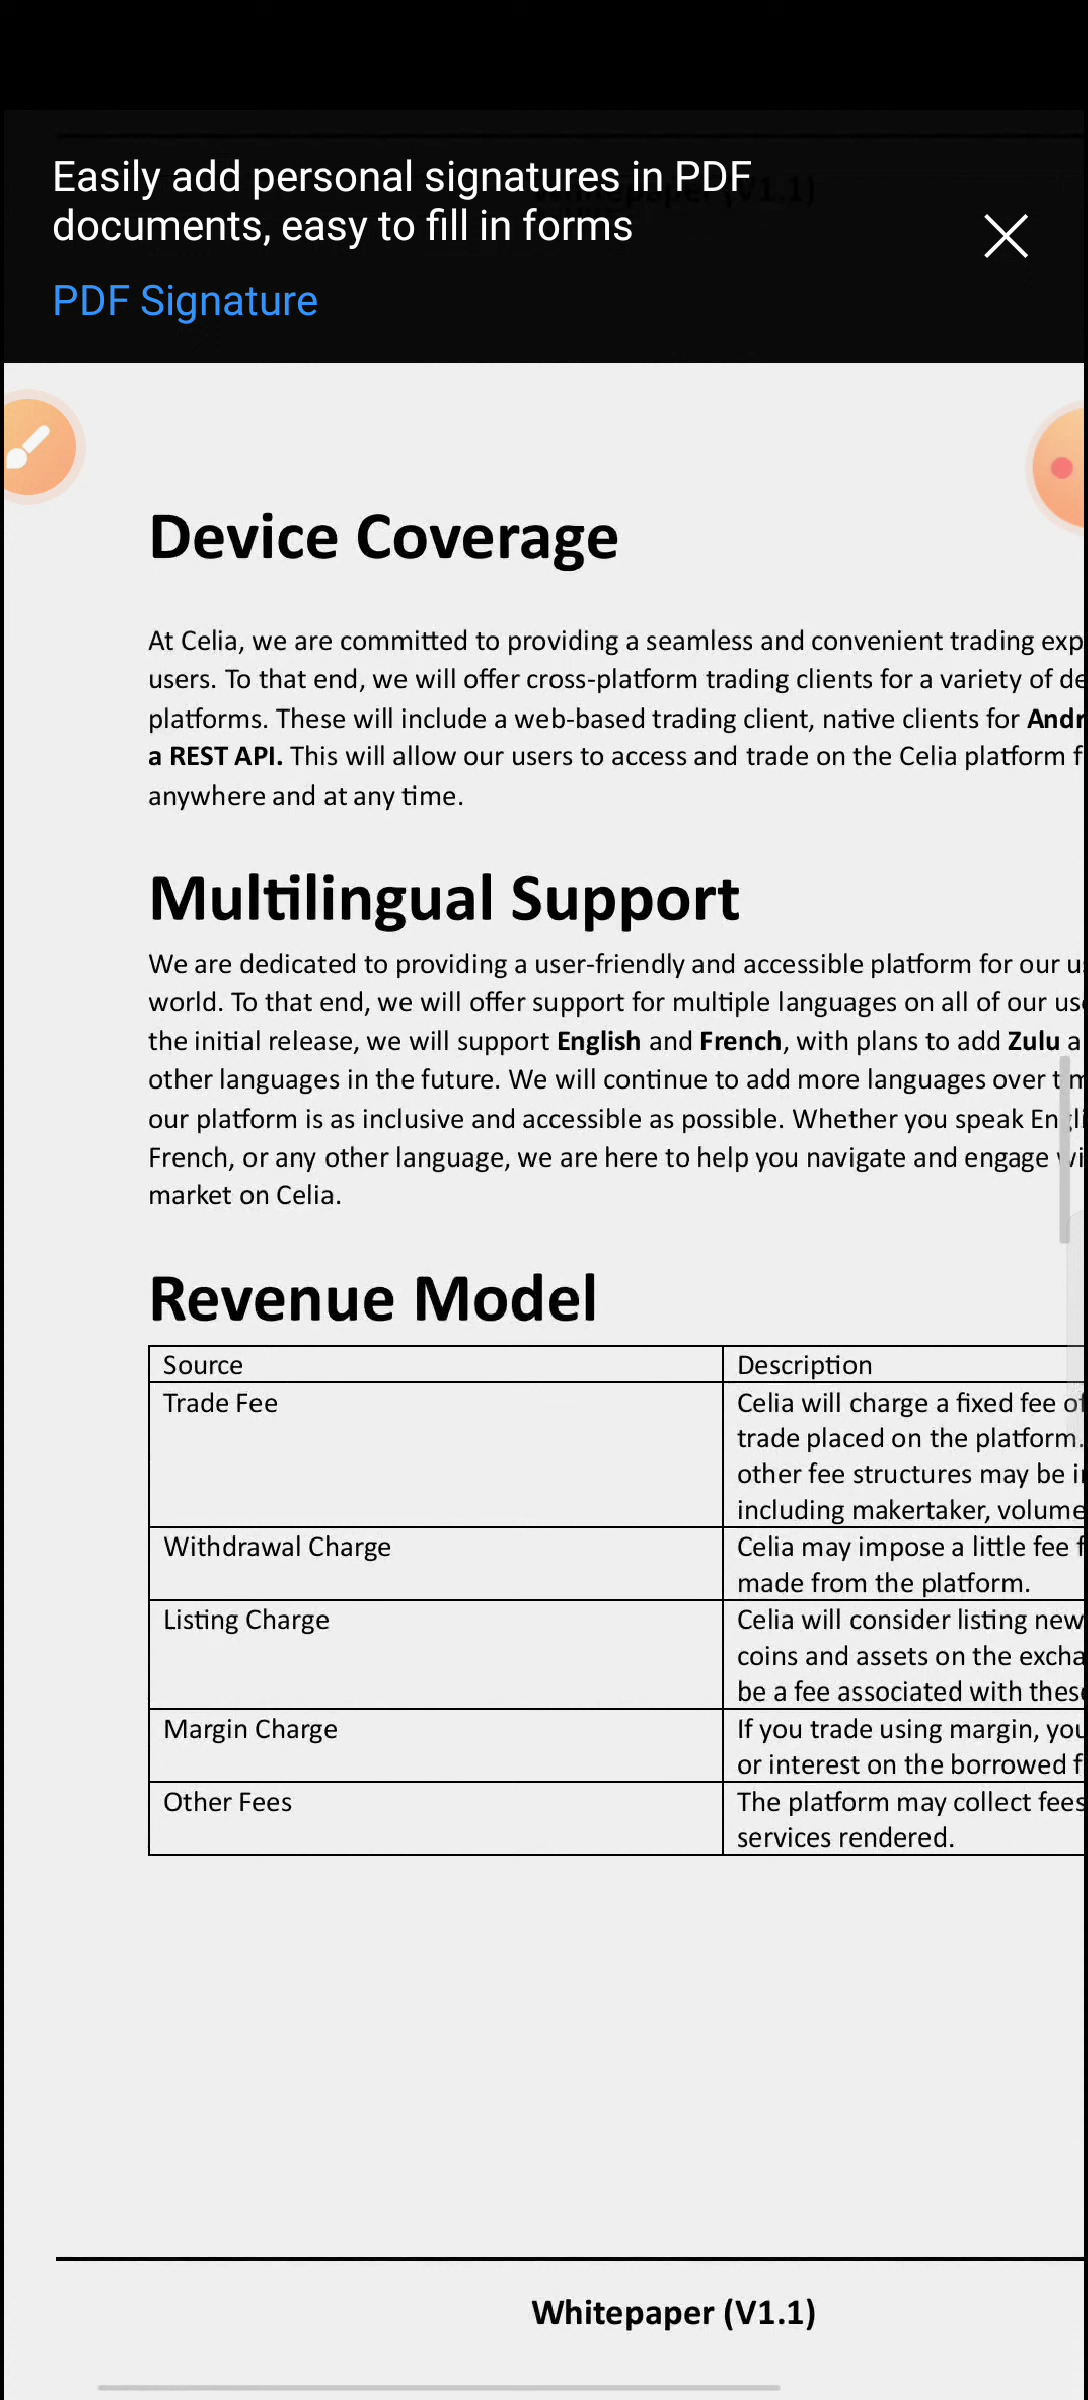 Easily add personal signatures in PDF
documents, easy to fill in forms
PDF Signature
Device Coverage
At Celia, we are committed to providing a seamless and convenient trading
users. To that end, we will offer cross-platform trading clients for a variety of
platforms. These will include a web-based trading client, native clients for
a REST API. This will allow our users to access and trade on the Celia platform
anywhere and at any time.
Multilingual Support
We are dedicated to providing a user-friendly and accessible platform for our
world. To that end, we will offer support for multiple languages on all of our
the initial release, we will support English and French, with plans to add Zulu
other languages in the future. We will continue to add more languages over
our platform is as inclusive and accessible as possible. Whether you speak
French, or any other language, we are here to help you navigate and engage
market on Celia.
Revenue Model
Source Description
Trade Fee Celia will charge a fixed fee
trade placed on the platform.
other fee structures may be
including makertaker, volume
Withdrawal Charge Celia may impose a little fee
made from the platform.
Listing Charge Celia will consider listing new
coins and assets on the
be a fee associated with
Margin Charge If you trade using margin,
or interest on the borrowed
Other Fees The platform may collect fees
services rendered.
Whitepaper (V1.1)